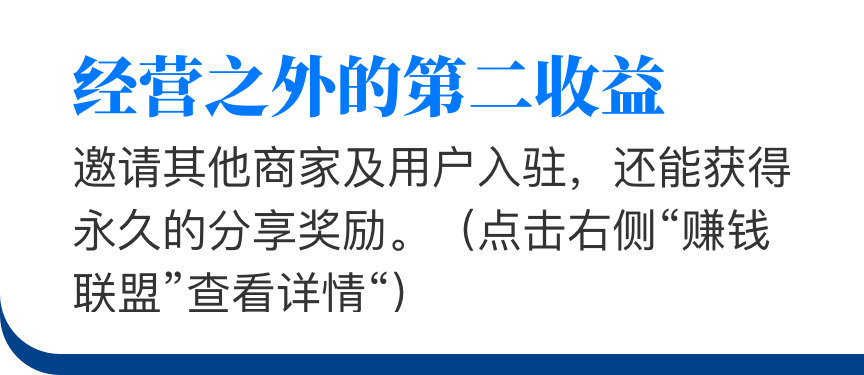 经营之外的第二收益
邀请其他商家及用户入驻，还能获得
永久的分享奖励。（点击右侧“赚钱
联盟”查看详情“）